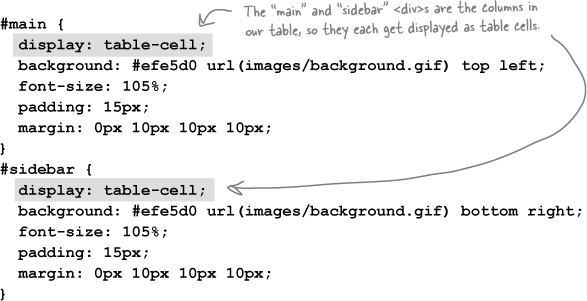 #main {
The “main” and “sidebar” <div>s are the columns in
our table, so they each get displayed as table cells.
display: table-cell;
background: #efe5d0 url(images/background.gif) top left;
font-size: 105%;
padding: 15px;
margin: 0px 10px 10px 10px;
}
#sidebar {
display: table-cell;
background: #efe5d0 url(images/background.gif) bottom right;
font-size: 105%;
padding: 15px;
margin: 0px 10px 10px 10px;
}